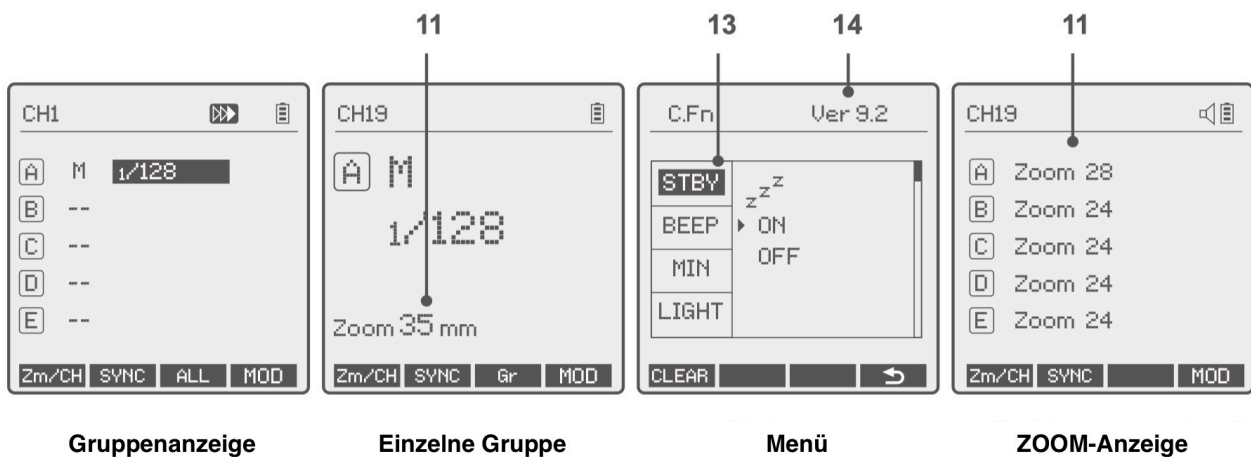 11
13
14
11
CH1
A M 1/128
B --
C --
D --
E --
Zm/CH SYNC ALL MOD
Gruppenanzeige
CH19
A M
1/128
Zoom 35 mm
Zm/CH SYNC Gr MOD
Einzelne Gruppe
C.Fn Ver 9.2
STBY zzz
BEEP ON
MIN OFF
LIGHT
CLEAR
Menü
CH19
A Zoom 28
B Zoom 24
C Zoom 24
D Zoom 24
E Zoom 24
Zm/CH SYNC MOD
ZOOM-Anzeige